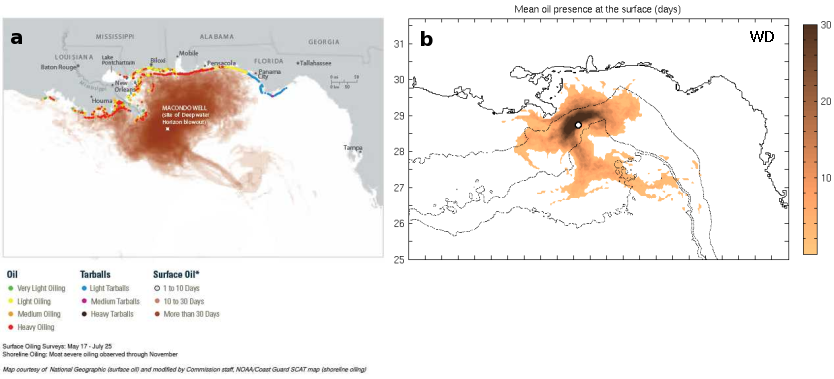 a
MISSISSIPPI
ALABAMA
GEORGIA
LOUISIANA
Mobile
Biloxi
Lake
Pontchartrain
Baton Rouge
Pensacola
FLORIDA
Tallahassee
Panama
City
New
Orleans
Houma
MACONDO WELL
(site of Deepwater
Horizon blowout)
Tampa
Oil
Very Light Oiling
Light Oiling
Medium Oiling
Heavy Oiling
Tarballs
Light Tarballs
Medium Tarballs
Heavy Tarballs
Surface Oil*
1 to 10 Days
10 to 30 Days
More than 30 Days
Surface Oiling Surveys: May 17 - July 25
Shoreline Oiling: Most severe oiling observed through November
Map courtesy of National Geographic (surface oil) and modified by Commission staff, NOAA/Coast Guard SCAT map (shoreline oiling)
Mean oil presence at the surface (days)
b
WD
31
30
29
28
27
26
25
30
20
10